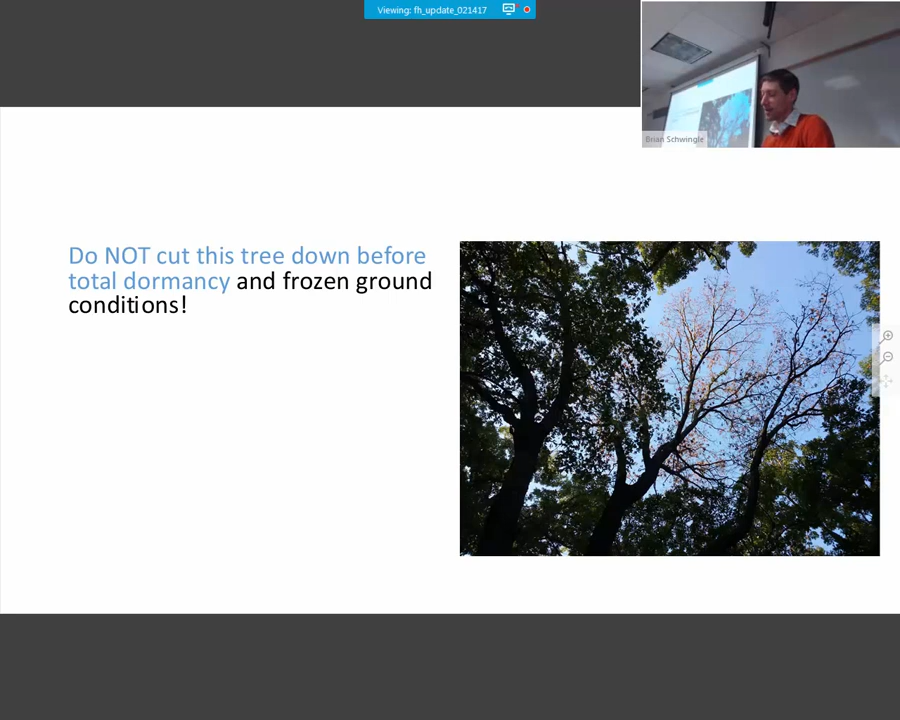 Viewing: fh_update_021417
Brian Schwingle
Do NOT cut this tree down before
total dormancy and frozen ground
conditions!